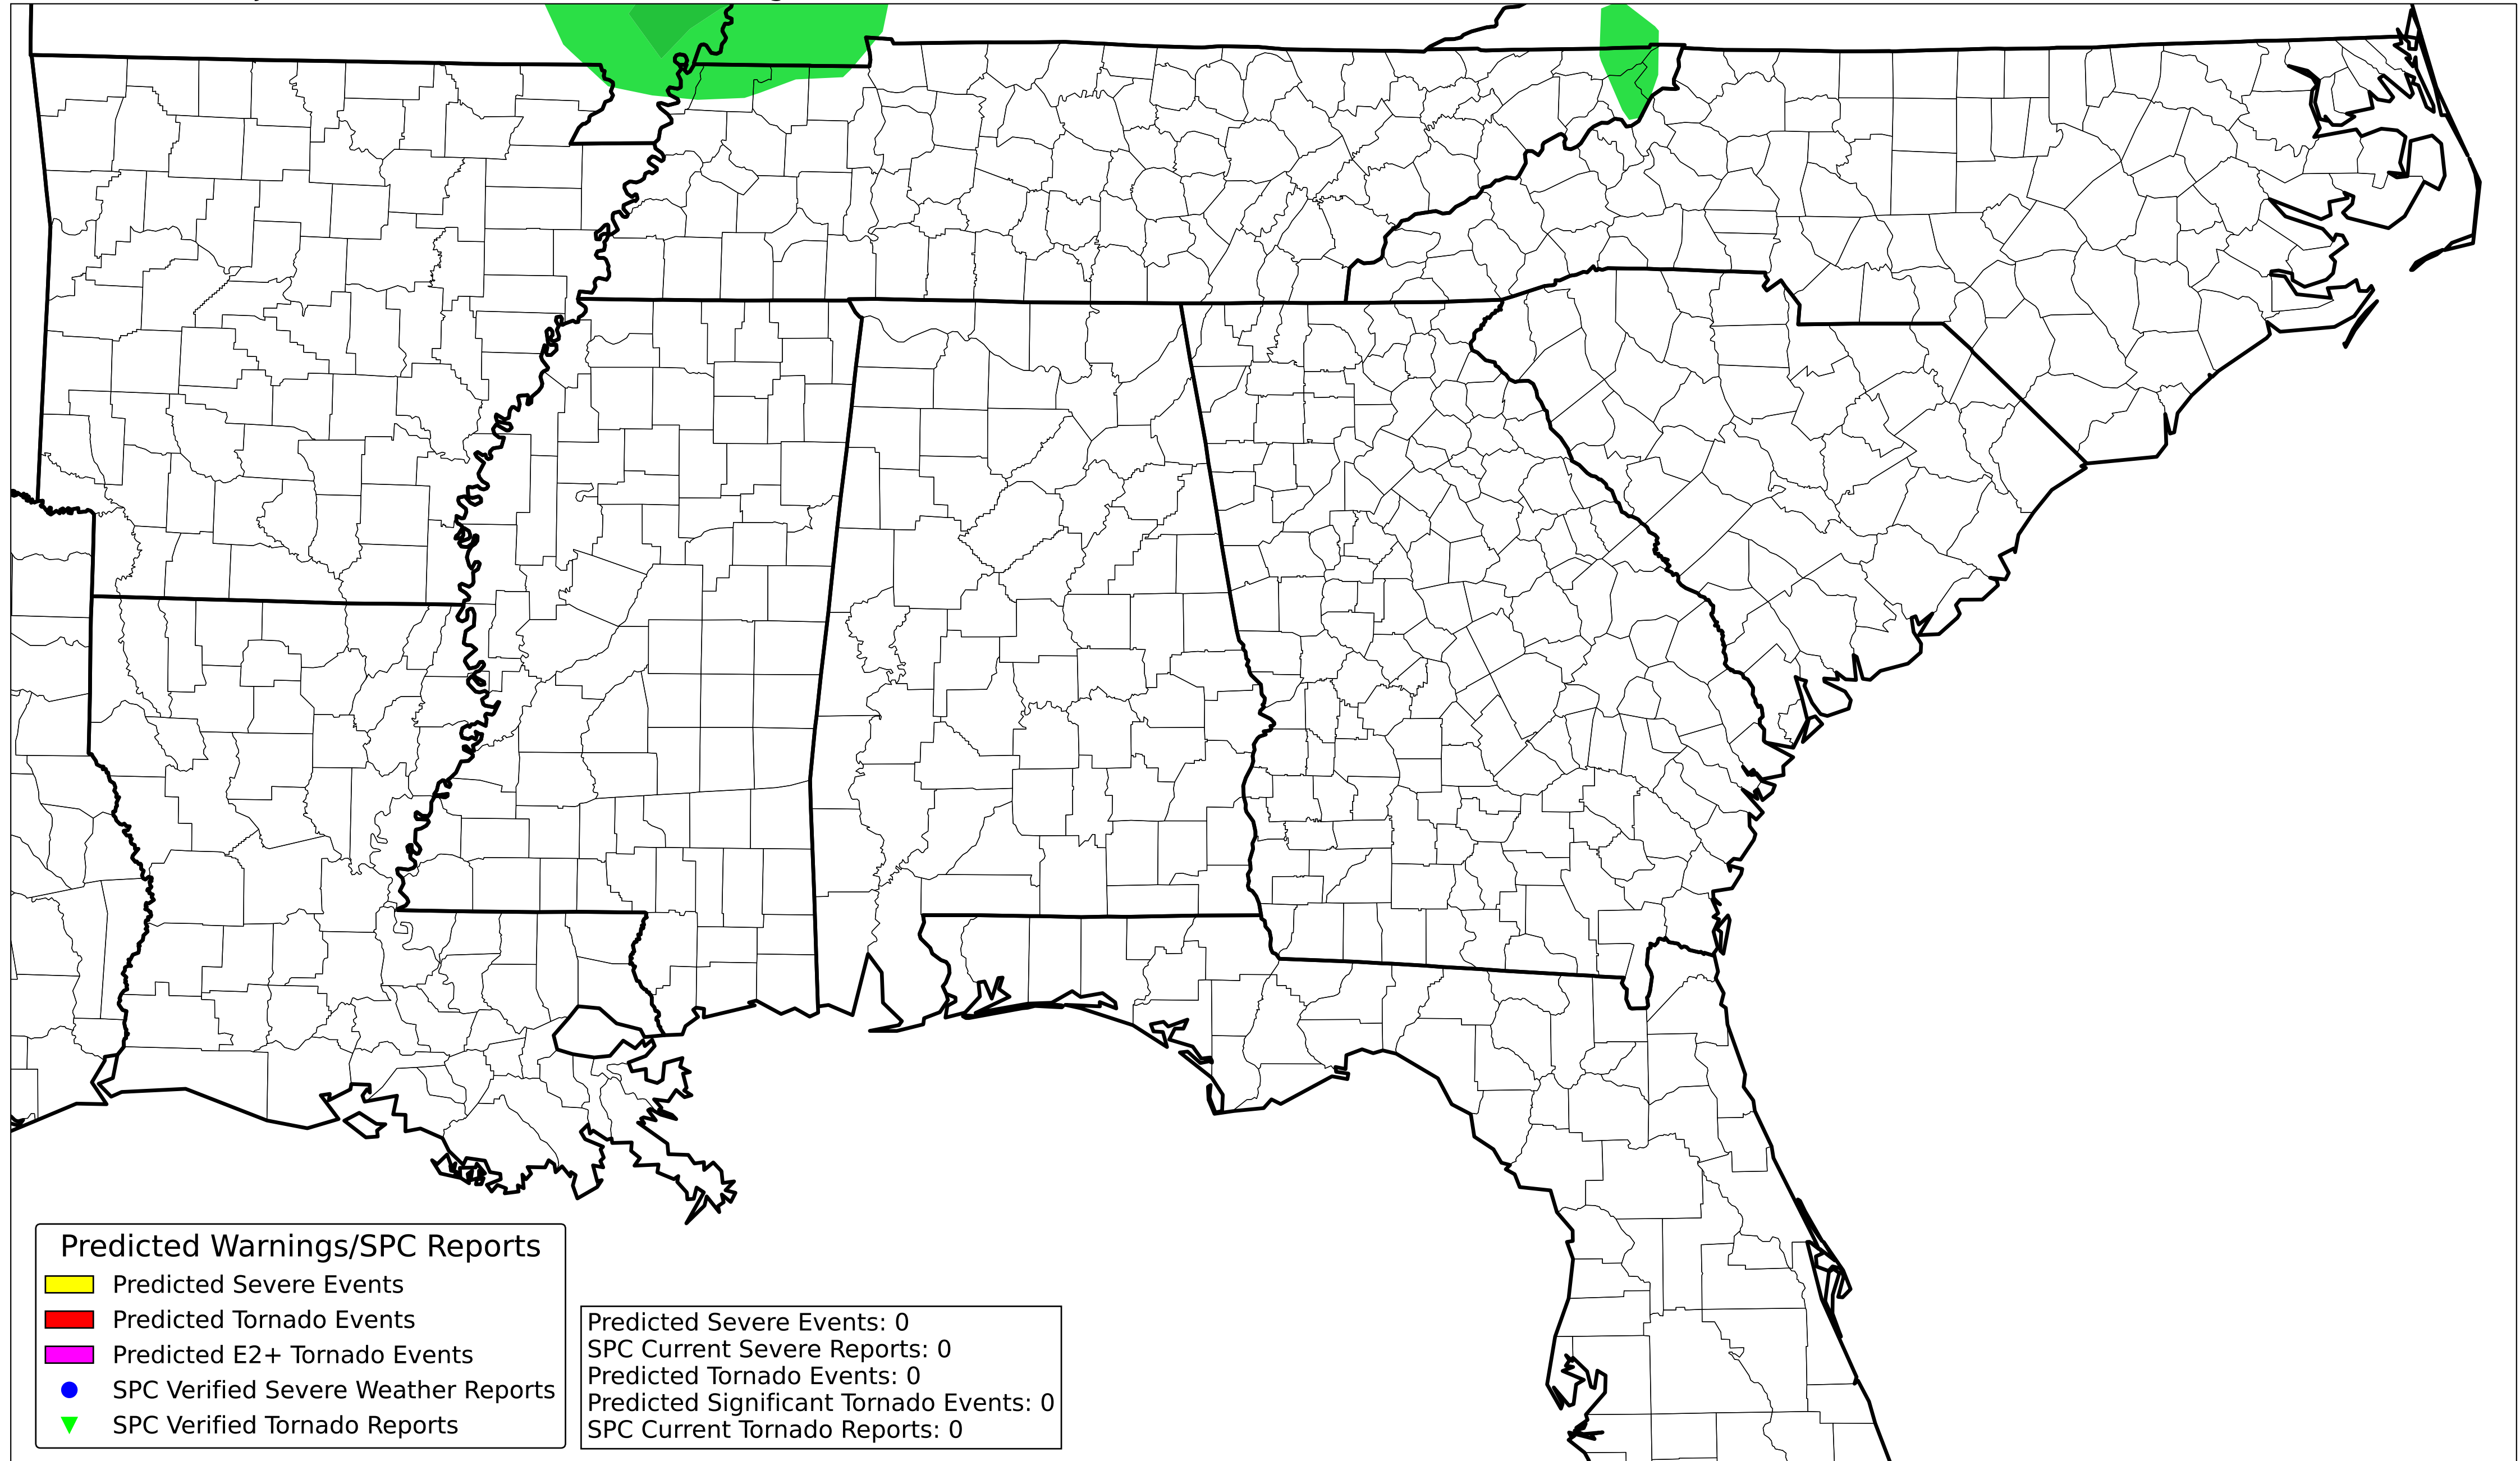 Predicted Warnings/SPC Reports
Predicted Severe Events
Predicted Tornado Events
Predicted E2+ Tornado Events
SPC Verified Severe Weather Reports
SPC Verified Tornado Reports
Predicted Severe Events: 0
SPC Current Severe Reports: 0
Predicted Tornado Events: 0
Predicted Significant Tornado Events: 0
SPC Current Tornado Reports: 0